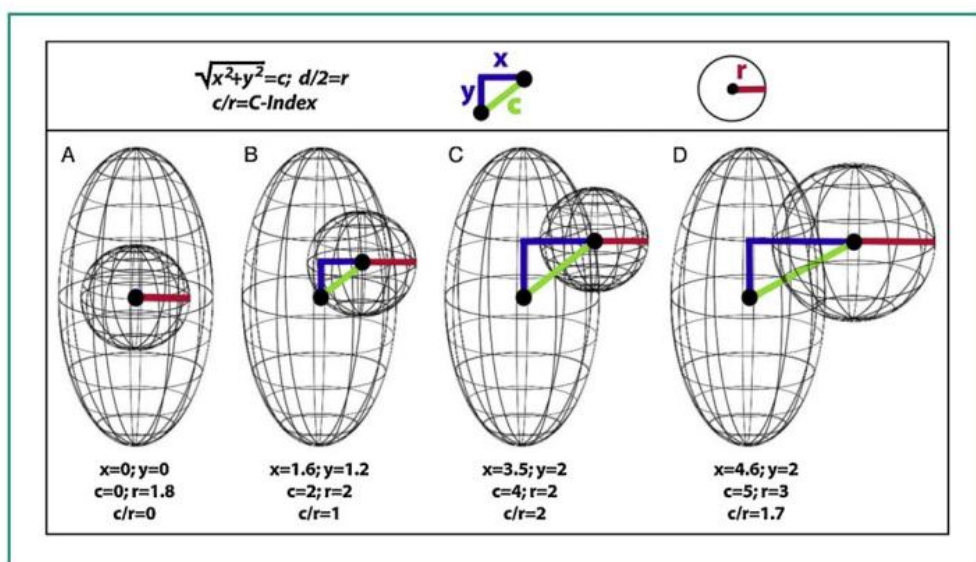 √x²+y²=c; d/2=r
c/r=C-Index
x
y
c
r
A
B
C
D
x=0; y=0
c=0; r=1.8
c/r=0
x=1.6; y=1.2
c=2; r=2
c/r=1
x=3.5; y=2
c=4; r=2
c/r=2
x=4.6; y=2
c=5; r=3
c/r=1.7